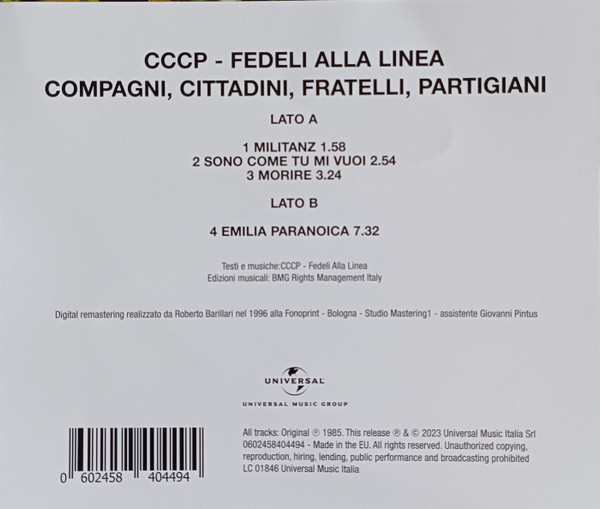 CCCP - FEDELI ALLA LINEA
COMPAGNI, CITTADINI, FRATELLI, PARTIGIANI
LATO A
1 MILITANZ 1.58
2 SONO COME TU MI VUOI 2.54
3 MORIRE 3.24
LATO B
4 EMILIA PARANOICA 7.32
Testi e musiche:CCCP - Fedeli Alla Linea
Edizioni musicali: BMG Rights Management Italy
Digital remastering realizzato da Roberto Barillari nel 1996 alla Fonoprint - Bologna - Studio Mastering1 - assistente Giovanni Pintus
UNIVERSAL
UNIVERSAL MUSIC GROUP
All tracks: Original ℗ 1985. This release ℗ & © 2023 Universal Music Italia Srl
0602458404494 - Made in the EU. All rights reserved. Unauthorized copying,
reproduction, hiring, lending, public performance and broadcasting prohibited
LC 01846 Universal Music Italia
0 602458 404494